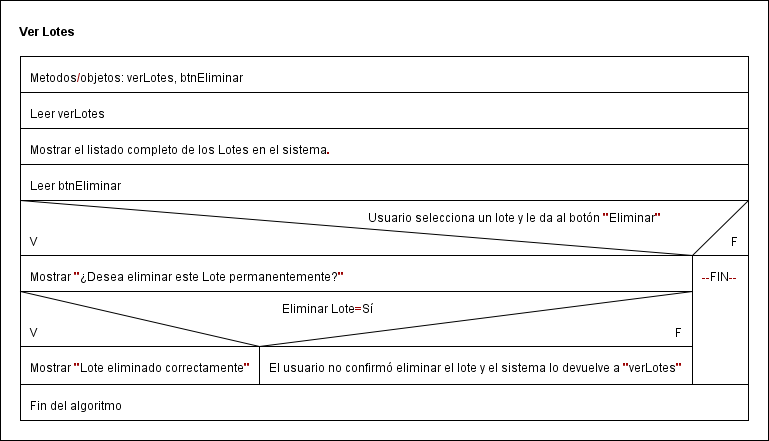 Ver Lotes
Metodos/objetos: verLotes, btnEliminar
Leer verLotes
Mostrar el listado completo de los Lotes en el sistema.
Leer btnEliminar
Usuario selecciona un lote y le da al botón "Eliminar"
V
F
Mostrar "¿Desea eliminar este Lote permanentemente?"
--FIN--
Eliminar Lote=Sí
V
F
Mostrar "Lote eliminado correctamente"
El usuario no confirmó eliminar el lote y el sistema lo devuelve a "verLotes"
Fin del algoritmo